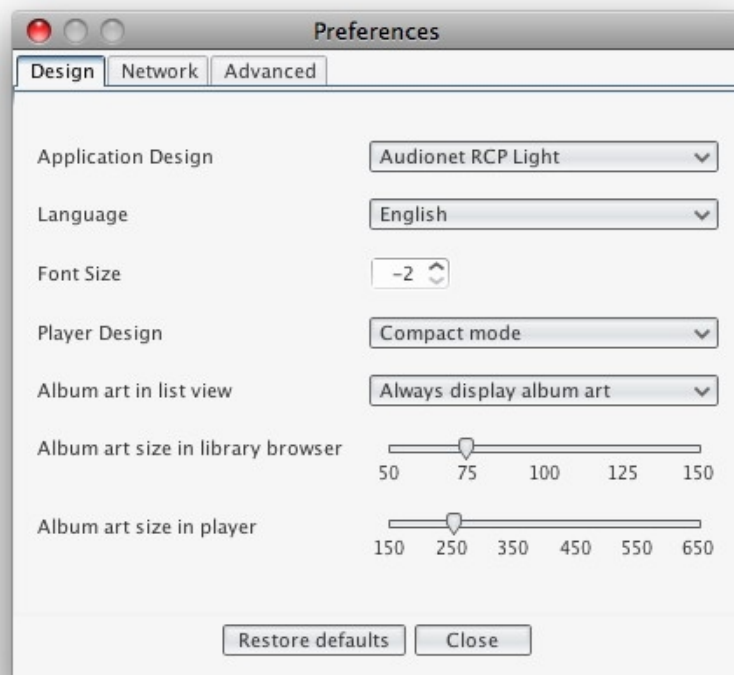 Preferences
Design Network Advanced
Application Design Audionet RCP Light
Language English
Font Size -2
Player Design Compact mode
Album art in list view Always display album art
Album art size in library browser
50 75 100 125 150
Album art size in player
150 250 350 450 550 650
Restore defaults Close